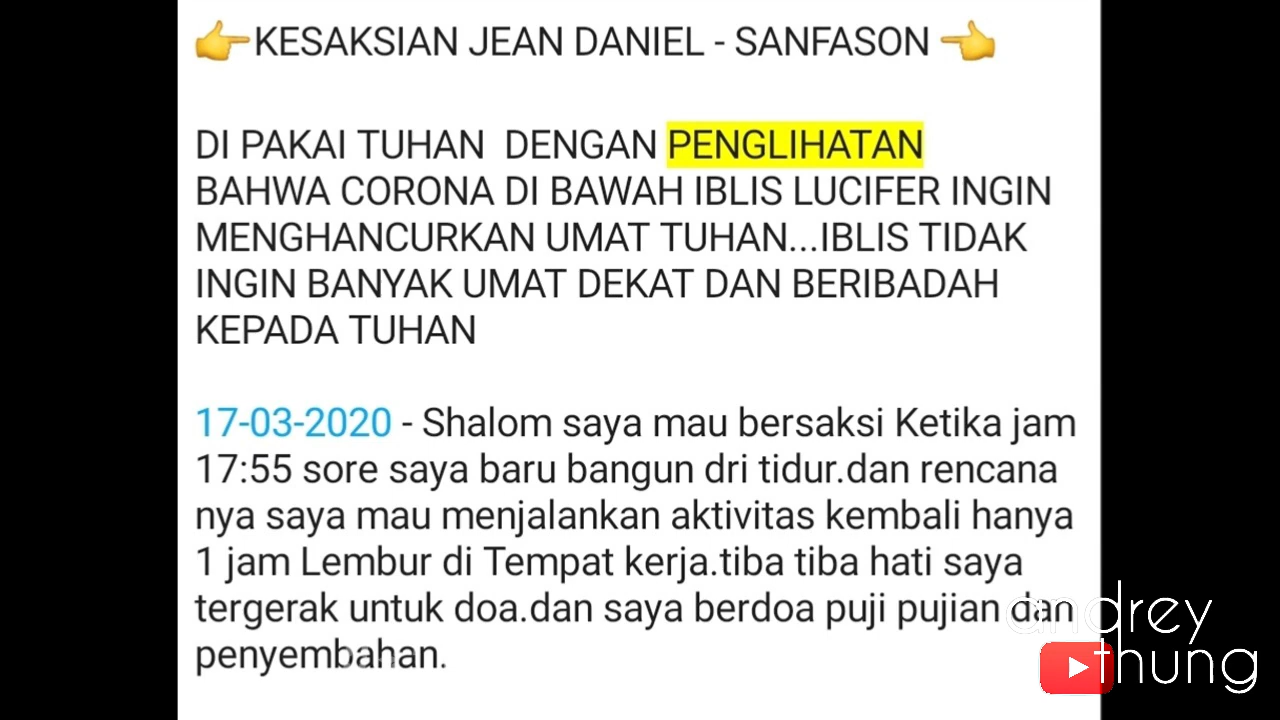 👉KESAKSIAN JEAN DANIEL - SANFASON 👈
DI PAKAI TUHAN DENGAN PENGLIHATAN
BAHWA CORONA DI BAWAH IBLIS LUCIFER INGIN
MENGHANCURKAN UMAT TUHAN...IBLIS TIDAK
INGIN BANYAK UMAT DEKAT DAN BERIBADAH
KEPADA TUHAN
17-03-2020 - Shalom saya mau bersaksi Ketika jam
17:55 sore saya baru bangun dri tidur.dan rencana
nya saya mau menjalankan aktivitas kembali hanya
1 jam Lembur di Tempat kerja.tiba tiba hati saya
tergerak untuk doa.dan saya berdoa puji pujian dan
penyembahan.
andrey
thung